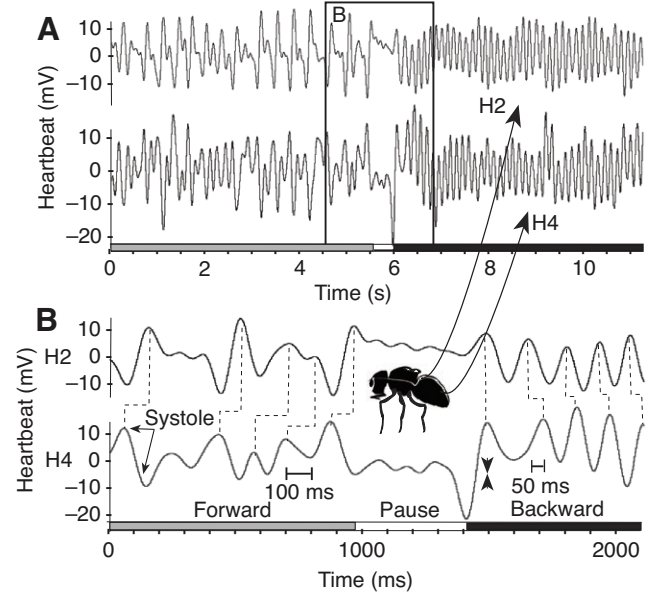 A
B
Heartbeat (mV)
10
0
−10
H2
10
0
−10
−20
H4
0
2
4
6
8
10
Time (s)
B
H2
10
0
−10
Heartbeat (mV)
Systole
H4
10
0
−10
−20
100 ms
50 ms
Forward
Pause
Backward
0
1000
2000
Time (ms)